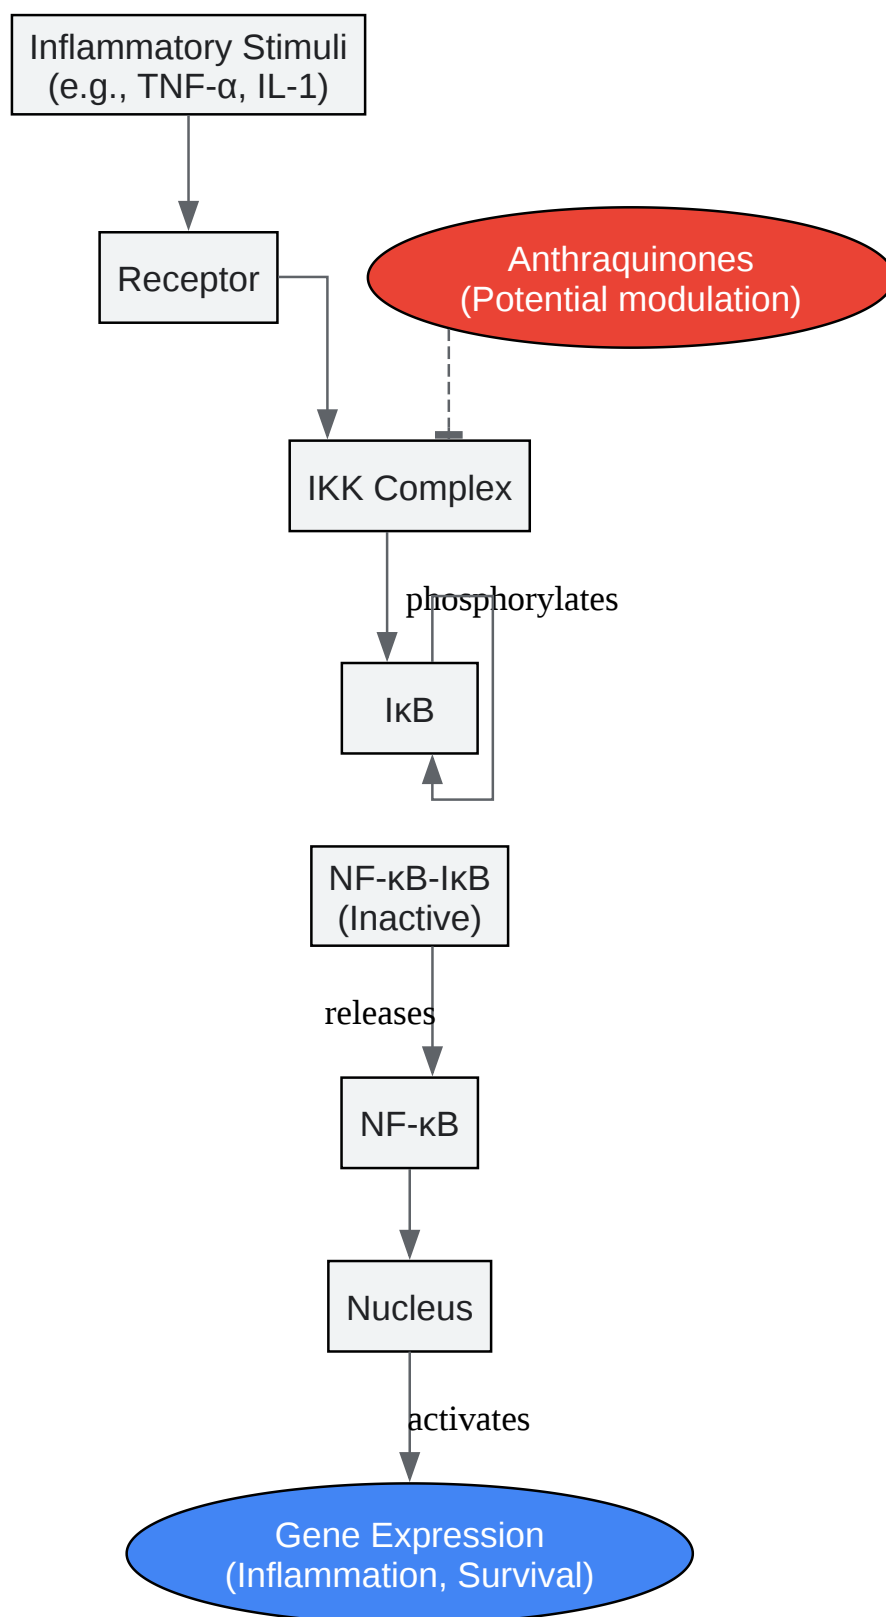 Inflammatory Stimuli
(e.g., TNF-α, IL-1)
Receptor
Anthraquinones
(Potential modulation)
IKK Complex
phosphorylates
IκB
NF-κB-IκB
(Inactive)
releases
NF-κB
Nucleus
activates
Gene Expression
(Inflammation, Survival)